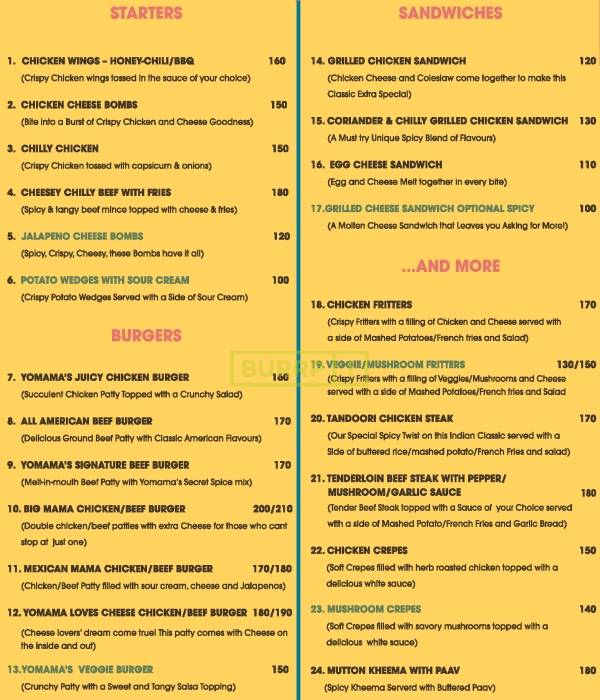 STARTERS
1. CHICKEN WINGS – HONEY-CHILI/BBQ 160
(Crispy Chicken wings tossed in the sauce of your choice)
2. CHICKEN CHEESE BOMBS 150
(Bite into a Burst of Crispy Chicken and Cheese Goodness)
3. CHILLY CHICKEN 150
(Crispy Chicken tossed with capsicum & onions)
4. CHEESEY CHILLY BEEF WITH FRIES 180
(Spicy & tangy beef mince topped with cheese & fries)
5. JALAPENO CHEESE BOMBS 120
(Spicy, Crispy, Cheesy, these Bombs have it all)
6. POTATO WEDGES WITH SOUR CREAM 100
(Crispy Potato Wedges Served with a Side of Sour Cream)
BURGERS
7. YOMAMA'S JUICY CHICKEN BURGER 160
(Succulent Chicken Patty Topped with a Crunchy Salad)
8. ALL AMERICAN BEEF BURGER 170
(Delicious Ground Beef Patty with Classic American Flavours)
9. YOMAMA'S SIGNATURE BEEF BURGER 170
(Melt-in-mouth Beef Patty with Yomama's Secret Spice mix)
10. BIG MAMA CHICKEN/BEEF BURGER 200/210
(Double chicken/beef patties with extra Cheese for those who cant
stop at just one)
11. MEXICAN MAMA CHICKEN/BEEF BURGER 170/180
(Chicken/Beef Patty filled with sour cream, cheese and Jalapenos)
12. YOMAMA LOVES CHEESE CHICKEN/BEEF BURGER 180/190
(Cheese lovers' dream come true! This patty comes with Cheese on
the inside and out)
13.YOMAMA'S VEGGIE BURGER 150
(Crunchy Patty with a Sweet and Tangy Salsa Topping)
SANDWICHES
14. GRILLED CHICKEN SANDWICH 120
(Chicken Cheese and Coleslaw come together to make this
Classic Extra Special)
15. CORIANDER & CHILLY GRILLED CHICKEN SANDWICH 130
(A Must try Unique Spicy Blend of Flavours)
16. EGG CHEESE SANDWICH 110
(Egg and Cheese Melt together in every bite)
17.GRILLED CHEESE SANDWICH OPTIONAL SPICY 100
(A Molten Cheese Sandwich that Leaves you Asking for More!)
...AND MORE
18. CHICKEN FRITTERS 170
(Crispy Fritters with a filling of Chicken and Cheese served with
a side of Mashed Potatoes/French fries and Salad)
19. VEGGIE/MUSHROOM FRITTERS 130/150
(Crispy Fritters with a filling of Veggies/Mushrooms and Cheese
served with a side of Mashed Potatoes/French fries and Salad
20. TANDOORI CHICKEN STEAK 170
(Our Special Spicy Twist on this Indian Classic served with a
Side of buttered rice/mashed potato/French Fries and salad)
21. TENDERLOIN BEEF STEAK WITH PEPPER/
MUSHROOM/GARLIC SAUCE 180
(Tender Beef Steak topped with a Sauce of your Choice served
with a side of Mashed Potato/French Fries and Garlic Bread)
22. CHICKEN CREPES 150
(Soft Crepes filled with herb roasted chicken topped with a
delicious white sauce)
23. MUSHROOM CREPES 140
(Soft Crepes filled with savory mushrooms topped with a
delicious white sauce)
24. MUTTON KHEEMA WITH PAAV 180
(Spicy Kheema Serverd with Buttered Paav)